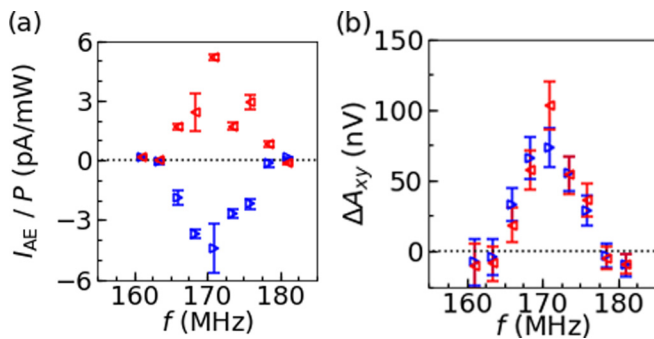 (a)
6
3
0
−3
−6
I_AE / P (pA/mW)
160 170 180
f (MHz)
(b)
150
100
50
0
ΔA_xy (nV)
160 170 180
f (MHz)